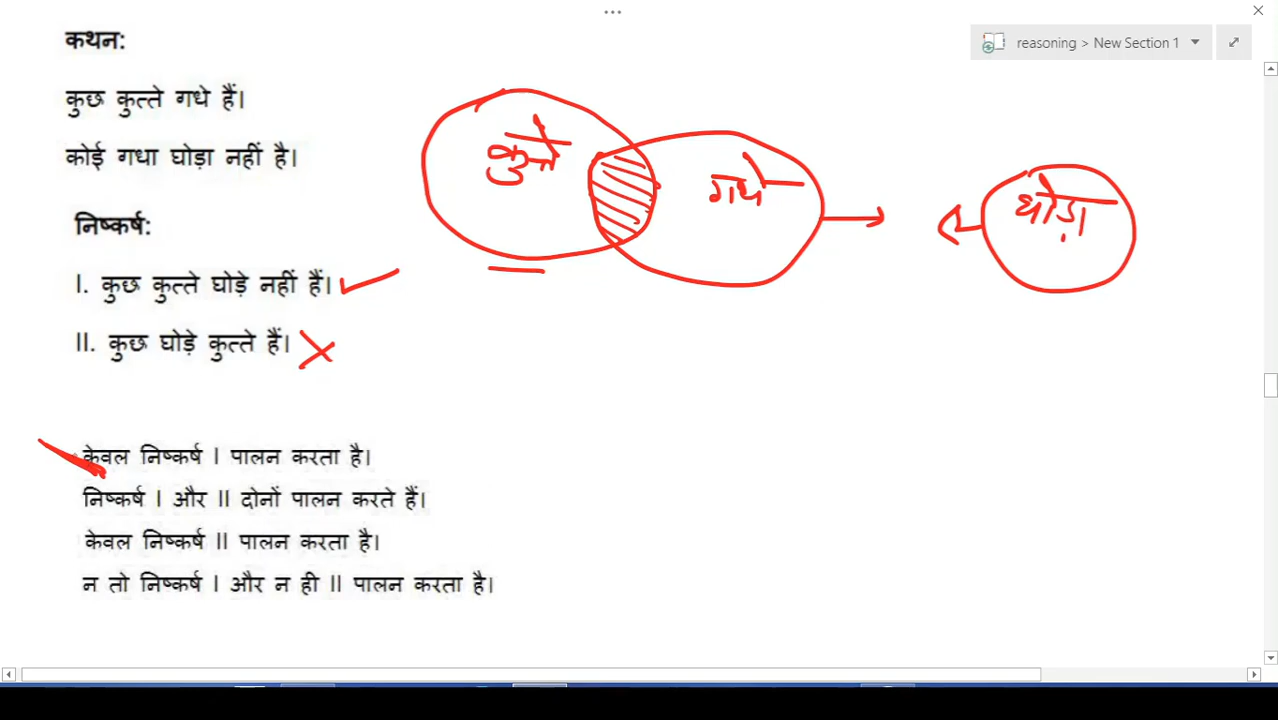 reasoning > New Section 1
कथन:
कुछ कुत्ते गधे हैं।
कोई गधा घोड़ा नहीं है।
कुत्ते
गधे
घोड़ा
निष्कर्ष:
I. कुछ कुत्ते घोड़े नहीं हैं।
II. कुछ घोड़े कुत्ते हैं।
केवल निष्कर्ष I पालन करता है।
निष्कर्ष I और II दोनों पालन करते हैं।
केवल निष्कर्ष II पालन करता है।
न तो निष्कर्ष I और न ही II पालन करता है।